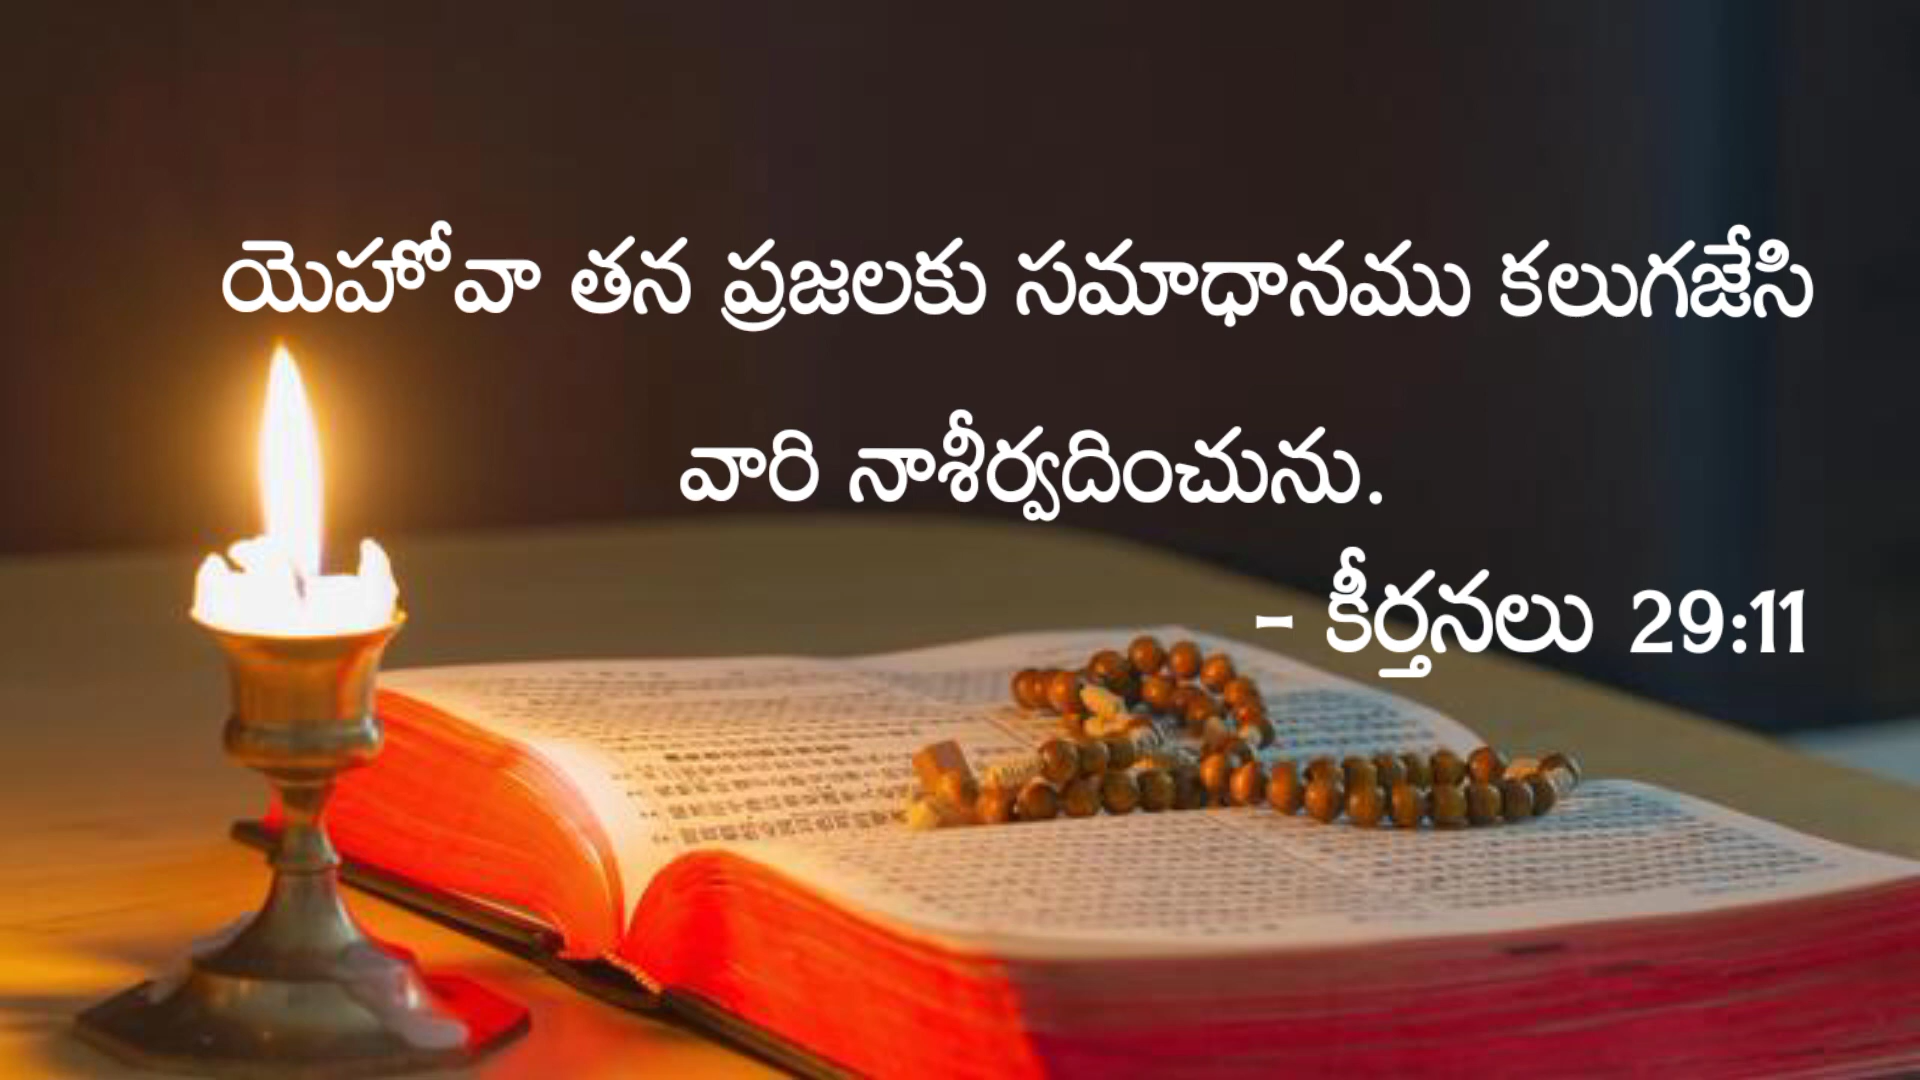 యెహోవా తన ప్రజలకు సమాధానము కలుగజేసి
వారి నాశీర్వదించును.
- కీర్తనలు 29:11